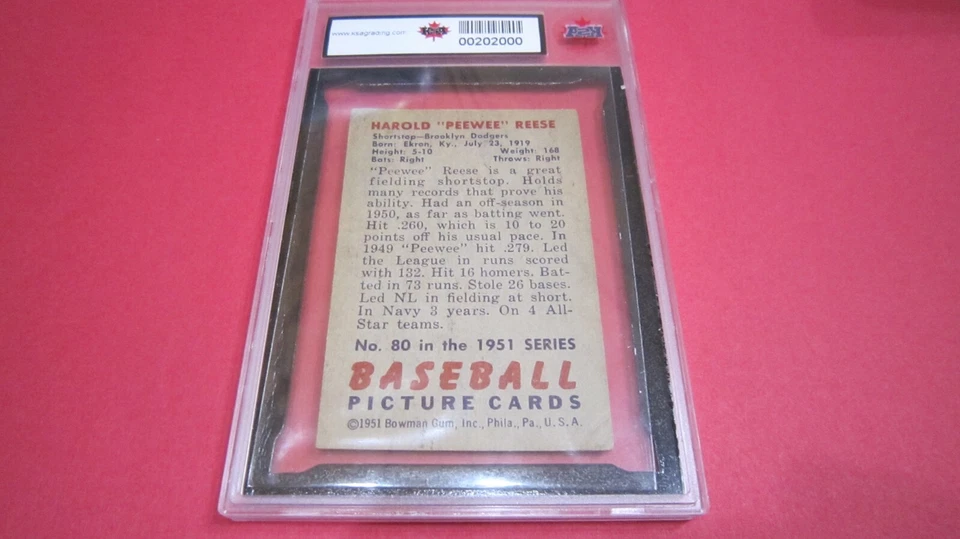 www.ksagrading.com
KSA
00202000
KSA
HAROLD "PEEWEE" REESE
Shortstop—Brooklyn Dodgers
Born: Ekron, Ky., July 23, 1919
Height: 5-10 Weight: 168
Bats: Right Throws: Right
"Peewee" Reese is a great
fielding shortstop. Holds
many records that prove his
ability. Had an off-season in
1950, as far as batting went.
Hit .260, which is 10 to 20
points off his usual pace. In
1949 "Peewee" hit .279. Led
the League in runs scored
with 132. Hit 16 homers. Bat-
ted in 73 runs. Stole 26 bases.
Led NL in fielding at short.
In Navy 3 years. On 4 All-
Star teams.
No. 80 in the 1951 SERIES
BASEBALL
PICTURE CARDS
©1951 Bowman Gum, Inc., Phila., Pa., U.S.A.